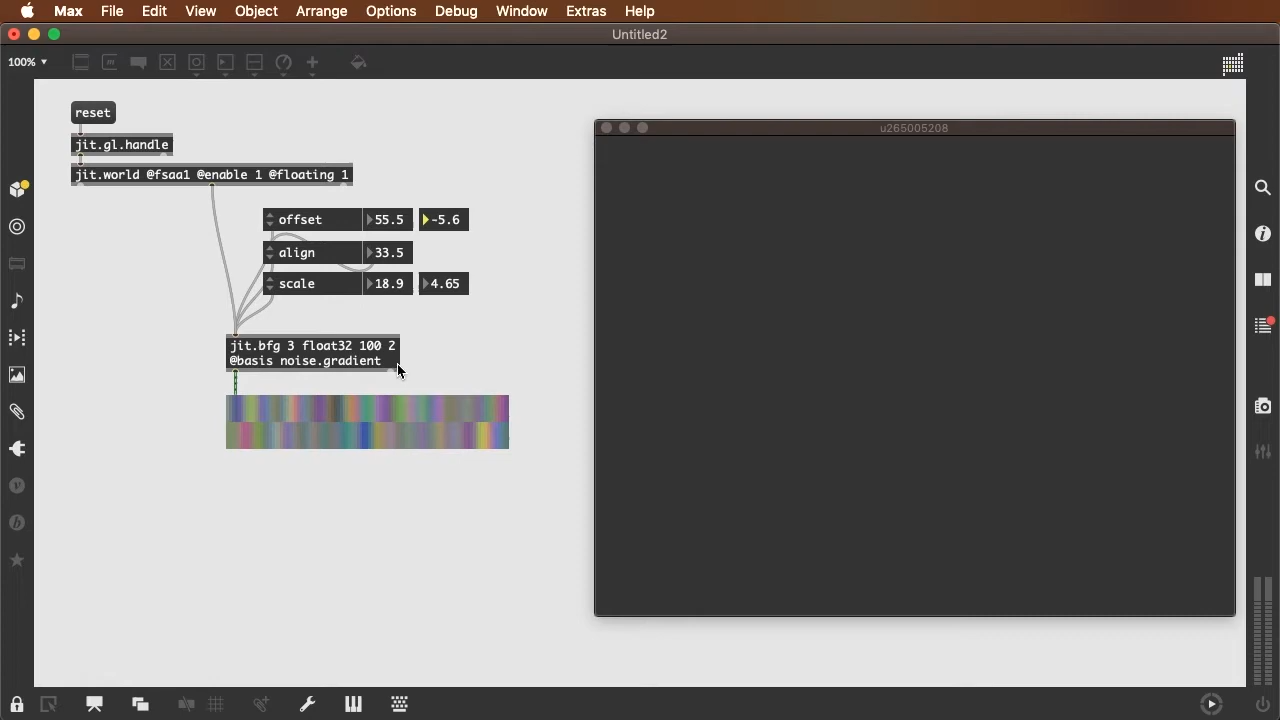 Max File Edit View Object Arrange Options Debug Window Extras Help
Untitled2
100%
reset
jit.gl.handle
u265005208
jit.world @fsaa1 @enable 1 @floating 1
offset 55.5 -5.6
align 33.5
scale 18.9 4.65
jit.bfg 3 float32 100 2
@basis noise.gradient